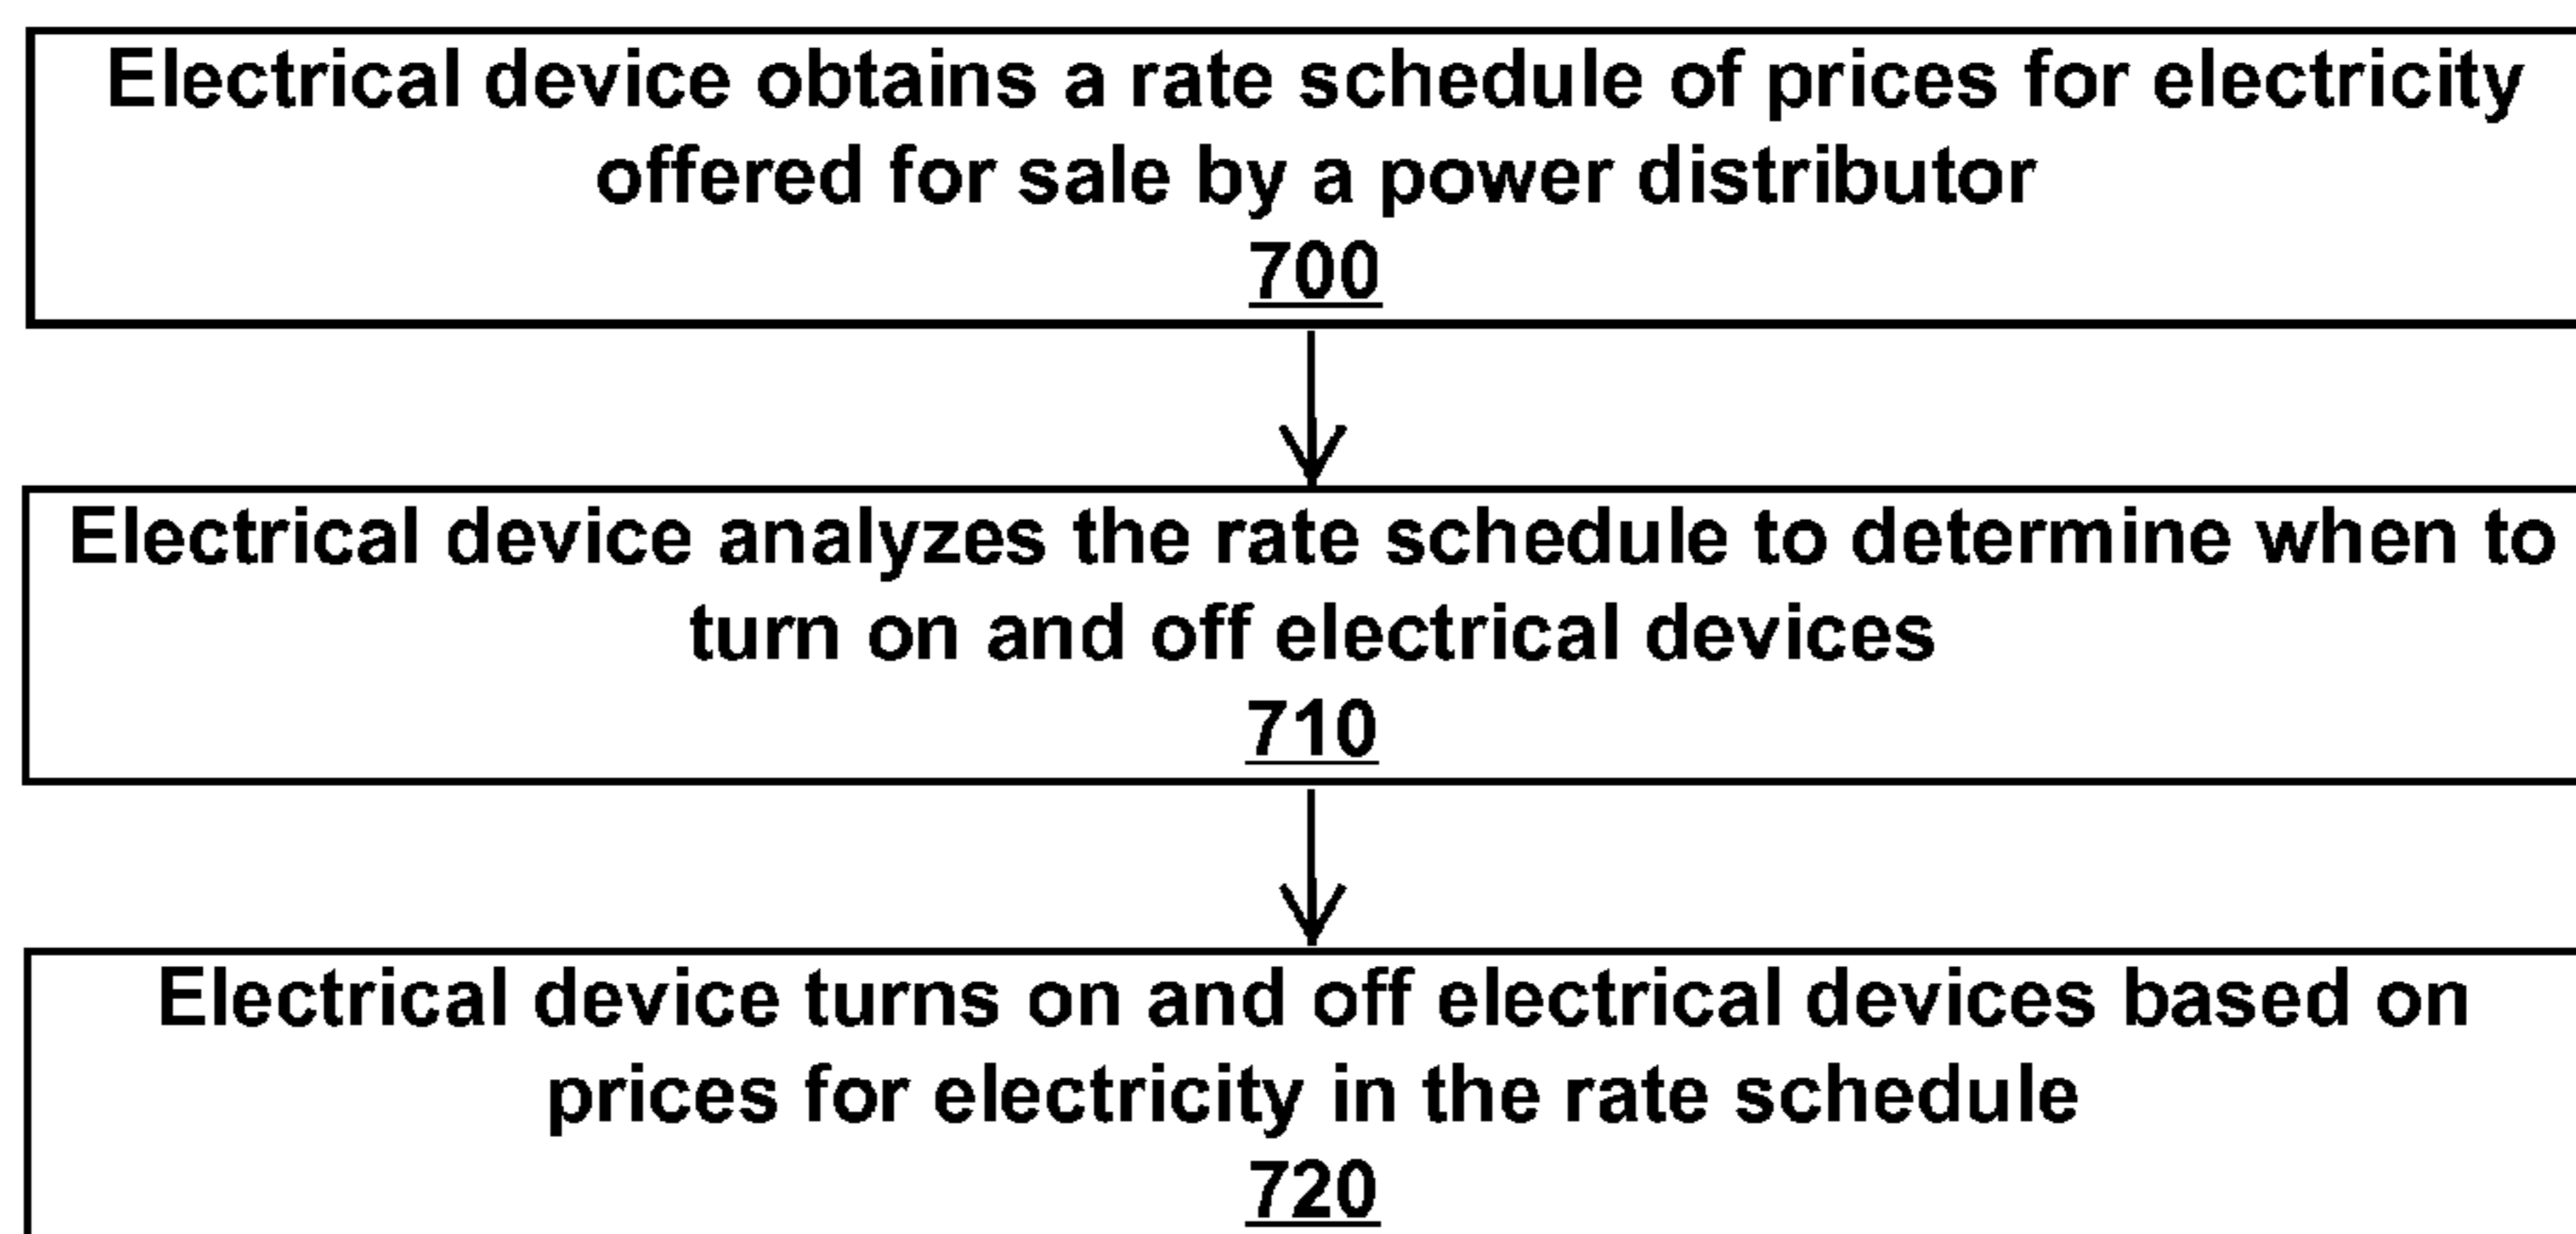 Electrical device obtains a rate schedule of prices for electricity
offered for sale by a power distributor
700
Electrical device analyzes the rate schedule to determine when to
turn on and off electrical devices
710
Electrical device turns on and off electrical devices based on
prices for electricity in the rate schedule
720